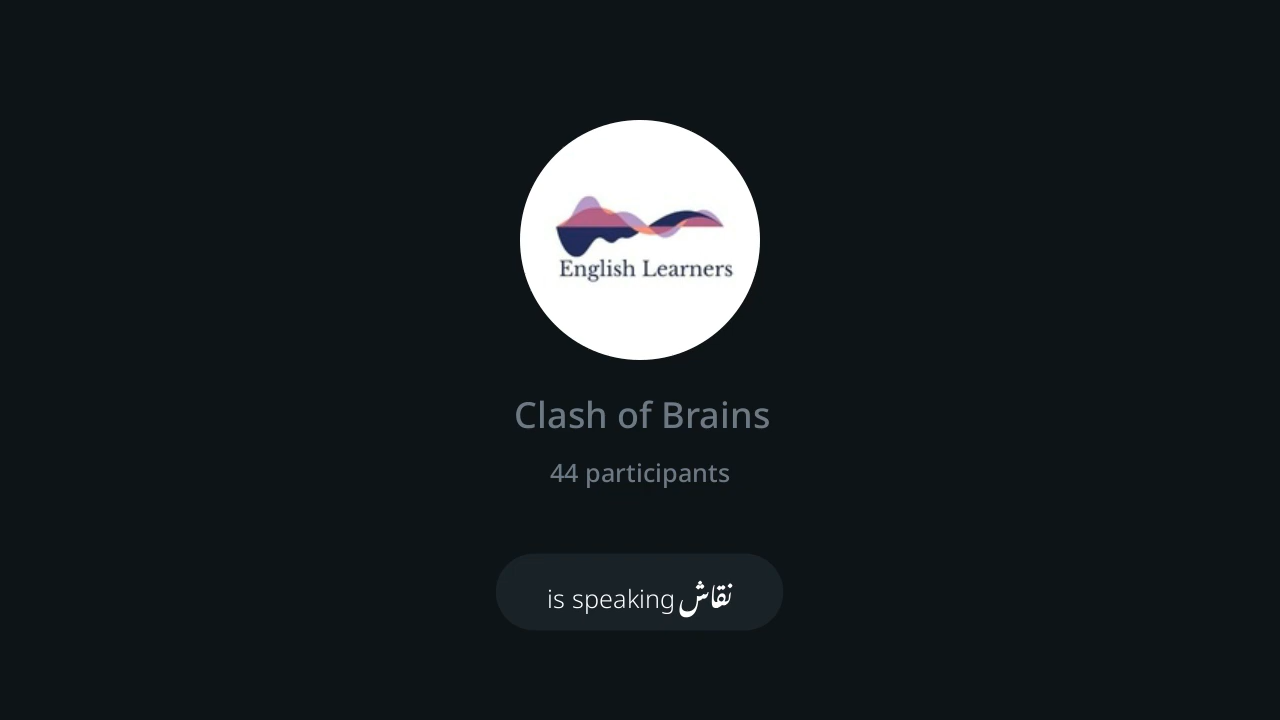 English Learners
Clash of Brains
44 participants
نقاش is speaking